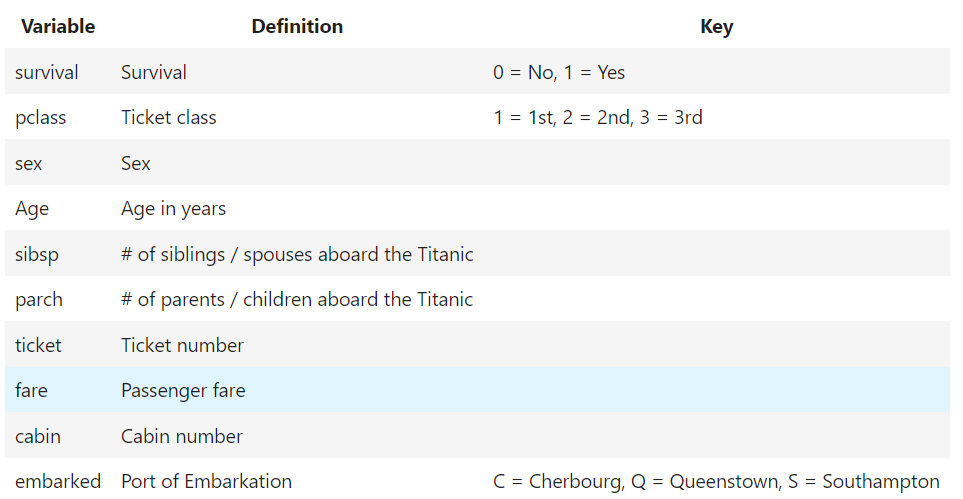 Variable Definition Key
survival Survival 0 = No, 1 = Yes
pclass Ticket class 1 = 1st, 2 = 2nd, 3 = 3rd
sex Sex
Age Age in years
sibsp # of siblings / spouses aboard the Titanic
parch # of parents / children aboard the Titanic
ticket Ticket number
fare Passenger fare
cabin Cabin number
embarked Port of Embarkation C = Cherbourg, Q = Queenstown, S = Southampton